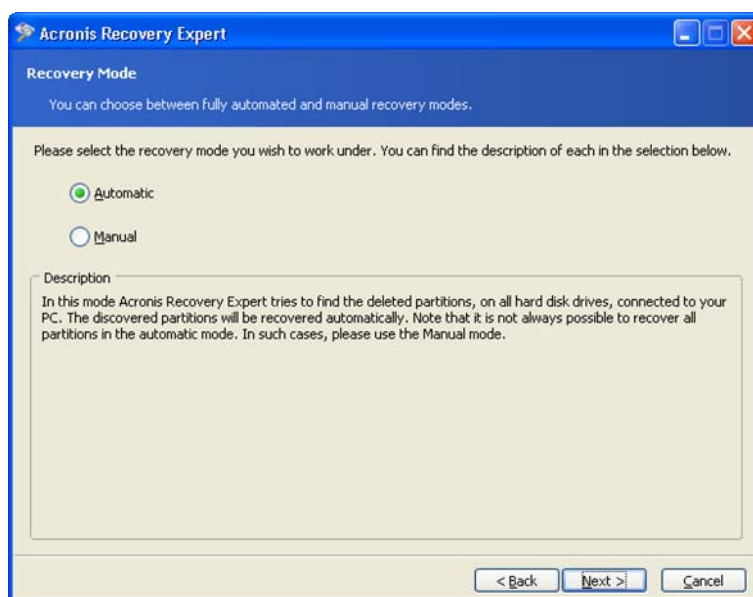 Acronis Recovery Expert
Recovery Mode
You can choose between fully automated and manual recovery modes.
Please select the recovery mode you wish to work under. You can find the description of each in the selection below.
Automatic
Manual
Description
In this mode Acronis Recovery Expert tries to find the deleted partitions, on all hard disk drives, connected to your
PC. The discovered partitions will be recovered automatically. Note that it is not always possible to recover all
partitions in the automatic mode. In such cases, please use the Manual mode.
< Back
Next >
Cancel